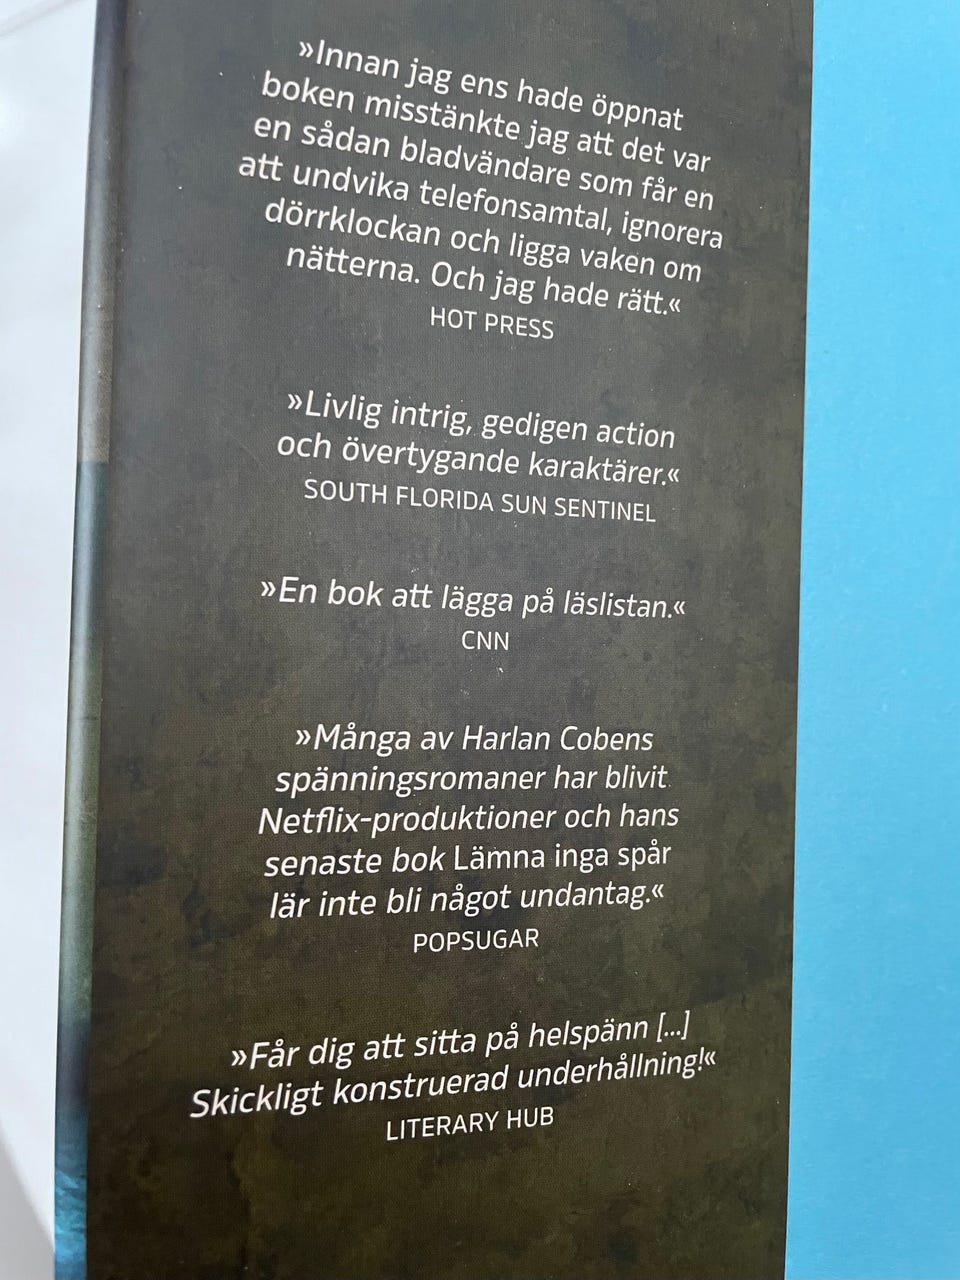 »Innan jag ens hade öppnat
boken misstänkte jag att det var
en sådan bladvändare som får en
att undvika telefonsamtal, ignorera
dörrklockan och ligga vaken om
nätterna. Och jag hade rätt.«
HOT PRESS
»Livlig intrig, gedigen action
och övertygande karaktärer.«
SOUTH FLORIDA SUN SENTINEL
»En bok att lägga på läslistan.«
CNN
»Många av Harlan Cobens
spänningsromaner har blivit
Netflix-produktioner och hans
senaste bok Lämna inga spår
lär inte bli något undantag.«
POPSUGAR
»Får dig att sitta på helspänn [...]
Skickligt konstruerad underhållning!«
LITERARY HUB